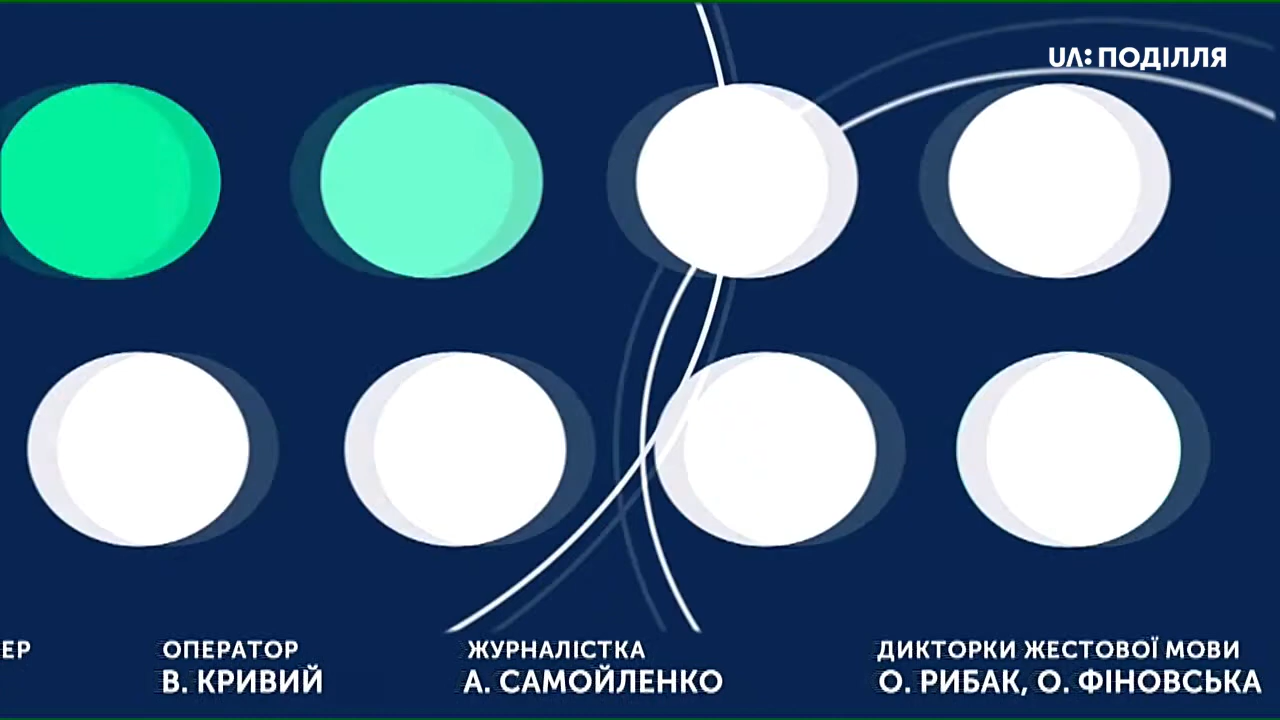 UA: ПОДІЛЛЯ
ЕР
ОПЕРАТОР
В. КРИВИЙ
ЖУРНАЛІСТКА
А. САМОЙЛЕНКО
ДИКТОРКИ ЖЕСТОВОЇ МОВИ
О. РИБАК, О. ФІНОВСЬКА